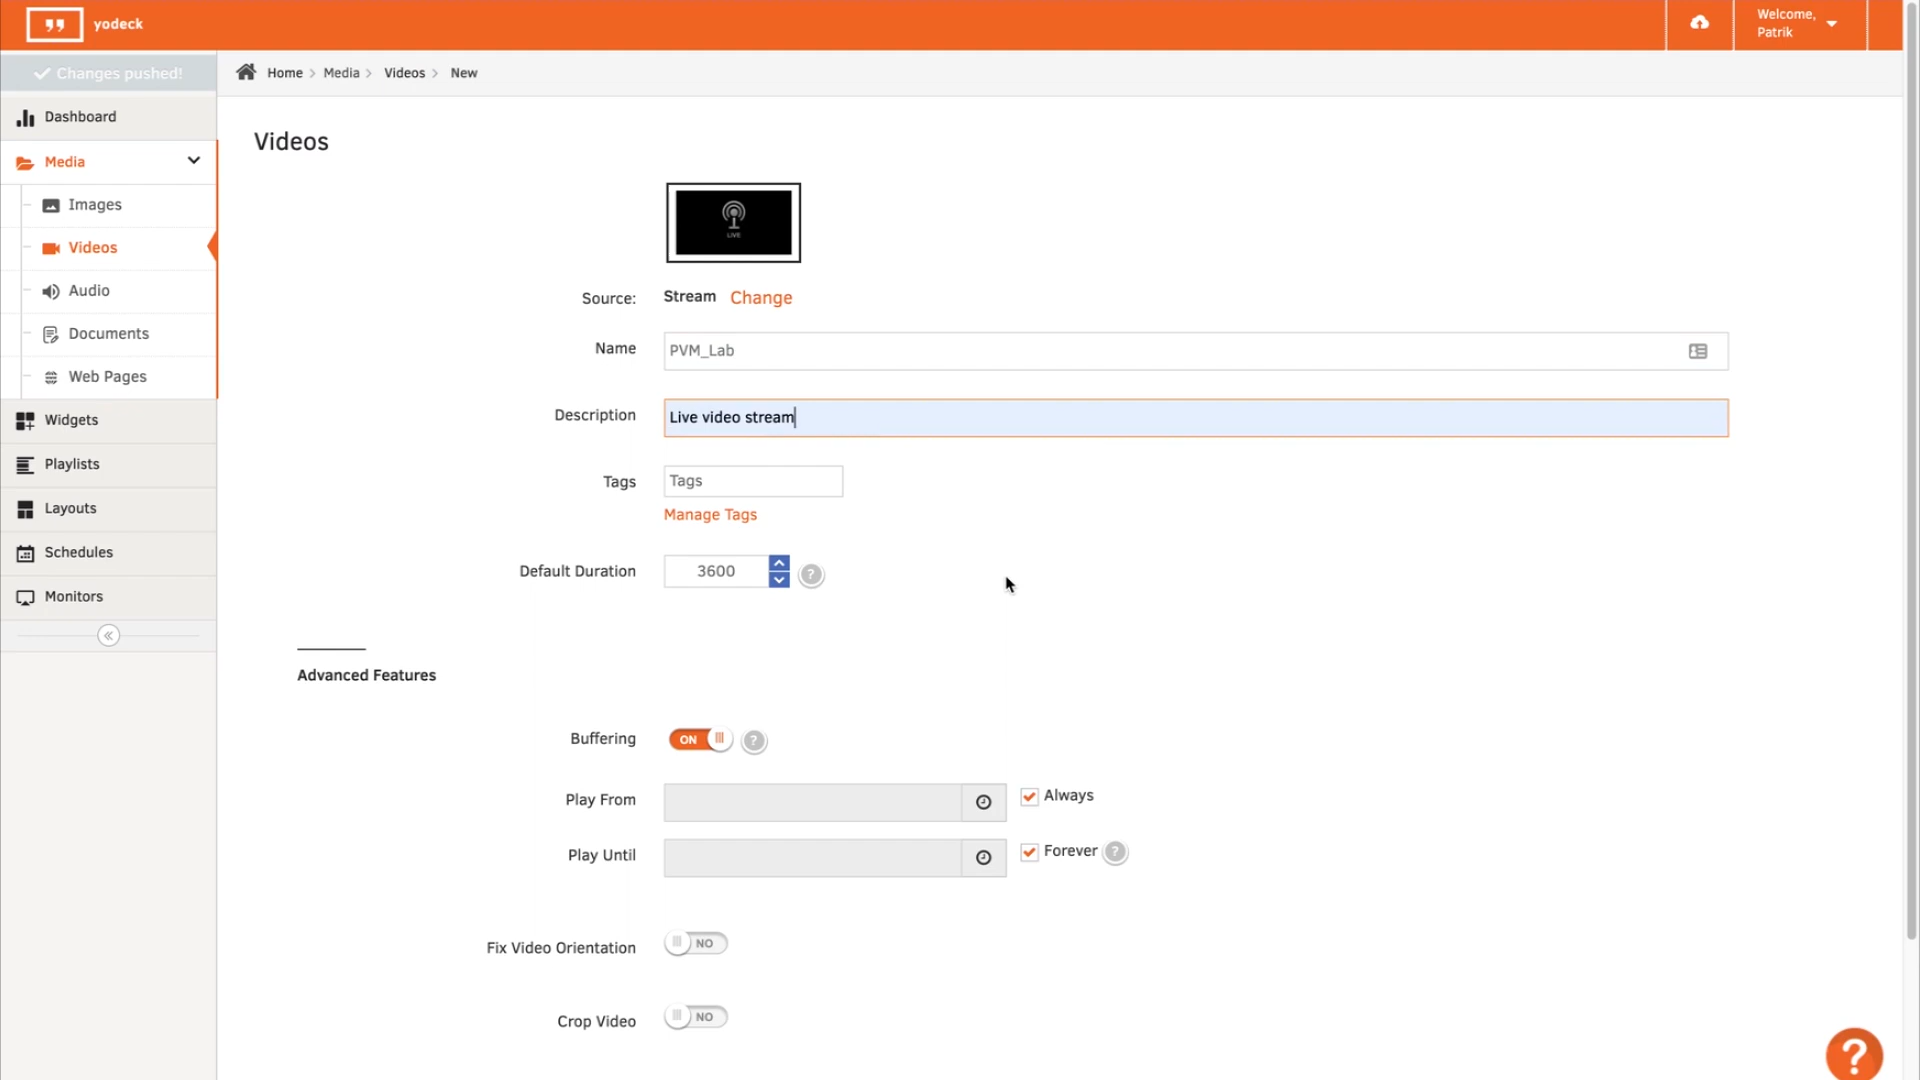 yodeck
Welcome,
Patrik
Changes pushed!
Home
Media
Videos
New
Dashboard
Media
Images
Videos
Audio
Documents
Web Pages
Widgets
Playlists
Layouts
Schedules
Monitors
Videos
LIVE
Source: Stream Change
Name PVM_Lab
Description Live video stream
Tags Tags
Manage Tags
Default Duration 3600 ?
Advanced Features
Buffering ON ?
Play From Always
Play Until Forever ?
Fix Video Orientation NO
Crop Video NO
?